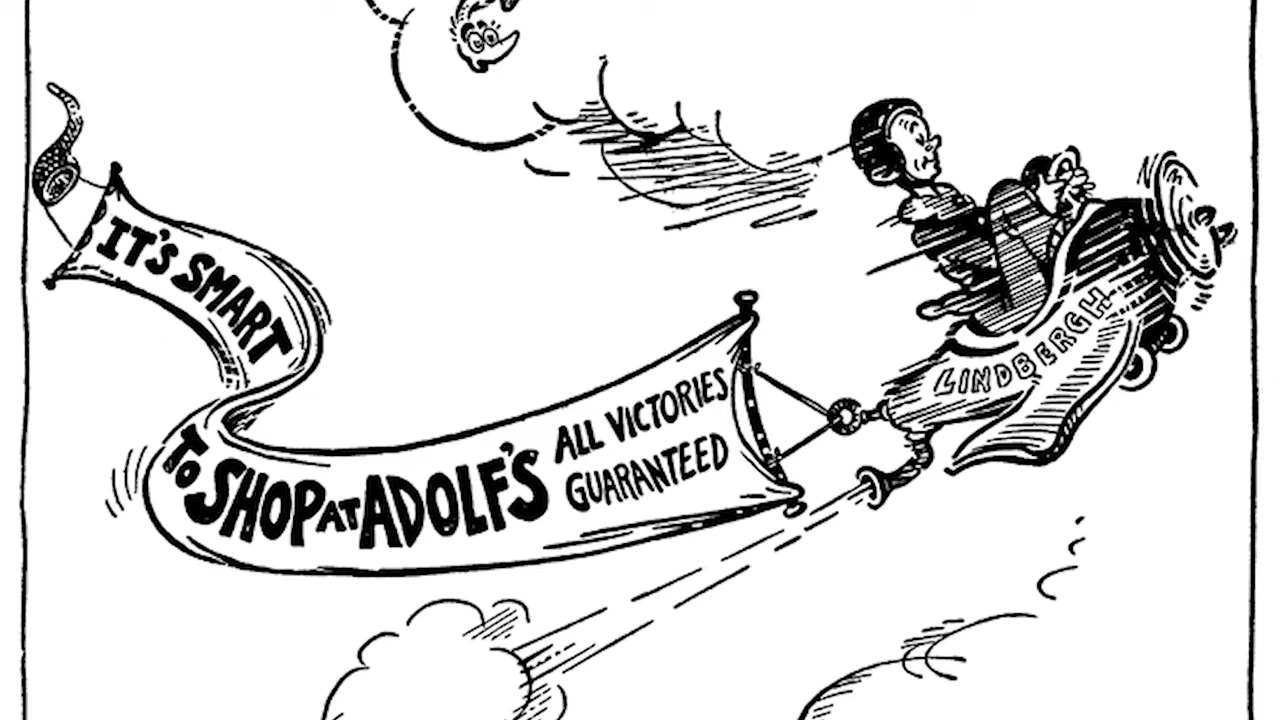 IT'S SMART
TO SHOP AT ADOLF'S
ALL VICTORIES
GUARANTEED
LINDBERGH